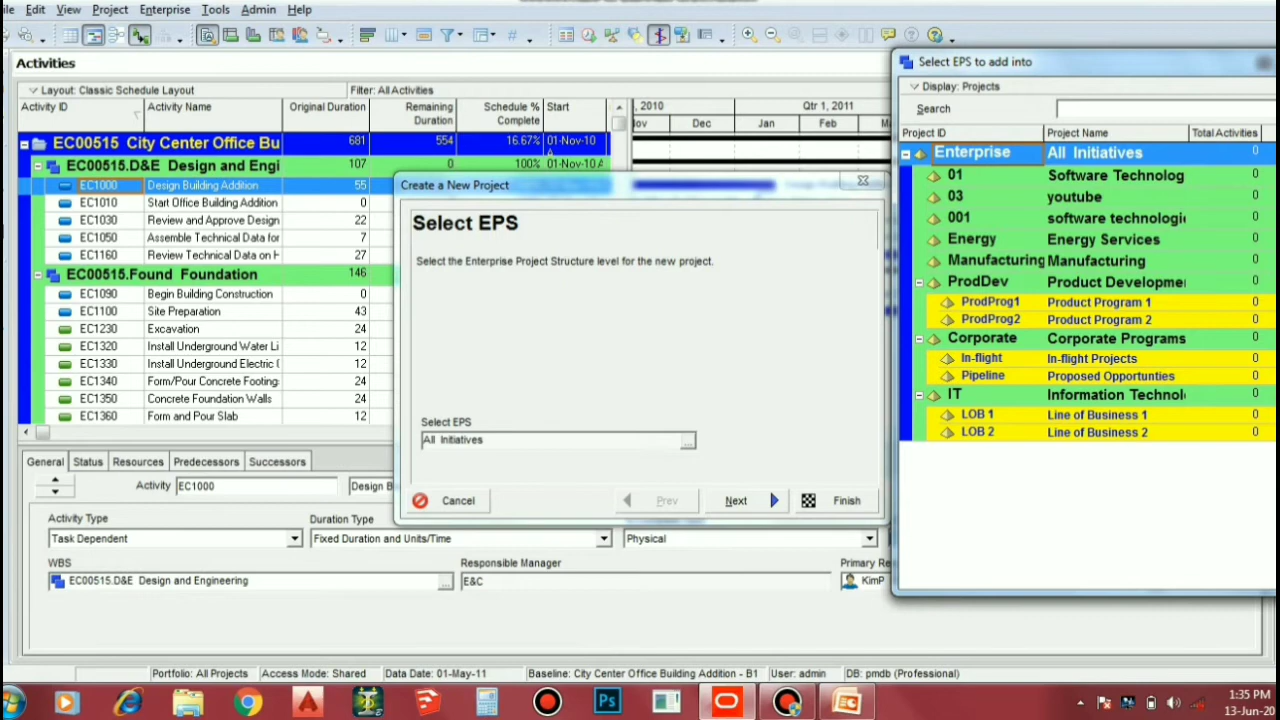 ile Edit View Project Enterprise Tools Admin Help
Activities
Layout: Classic Schedule Layout Filter: All Activities
Activity ID Activity Name Original Duration Remaining Duration Schedule % Complete Start , 2010 Qtr 1, 2011
lov Dec Jan Feb
EC00515 City Center Office Bu 681 554 16.67% 01-Nov-10 A
EC00515.D&E Design and Engi 107 0 100% 01-Nov-10 A
EC1000 Design Building Addition 55
EC1010 Start Office Building Addition 0
EC1030 Review and Approve Design 22
EC1050 Assemble Technical Data for 7
EC1160 Review Technical Data on H 27
EC00515.Found Foundation 146
EC1090 Begin Building Construction 0
EC1100 Site Preparation 43
EC1230 Excavation 24
EC1320 Install Underground Water Li 12
EC1330 Install Underground Electric 12
EC1340 Form/Pour Concrete Footing: 24
EC1350 Concrete Foundation Walls 24
EC1360 Form and Pour Slab 12
General Status Resources Predecessors Successors
Activity EC1000 Design B
Activity Type Duration Type
Task Dependent Fixed Duration and Units/Time Physical
WBS Responsible Manager Primary Re
EC00515.D&E Design and Engineering ... E&C KimP
Create a New Project
Select EPS
Select the Enterprise Project Structure level for the new project.
Select EPS
All Initiatives ...
Cancel Prev Next Finish
Select EPS to add into
Display: Projects
Search
Project ID Project Name Total Activities
Enterprise All Initiatives 0
01 Software Technolog 0
03 youtube 0
001 software technologi 0
Energy Energy Services 0
Manufacturing Manufacturing 0
ProdDev Product Developme 0
ProdProg1 Product Program 1 0
ProdProg2 Product Program 2 0
Corporate Corporate Programs 0
In-flight In-flight Projects 0
Pipeline Proposed Opportunties 0
IT Information Technol 0
LOB 1 Line of Business 1 0
LOB 2 Line of Business 2 0
Portfolio: All Projects Access Mode: Shared Data Date: 01-May-11 Baseline: City Center Office Building Addition - B1 User: admin DB: pmdb (Professional)
Ps
1:35 PM
13-Jun-20